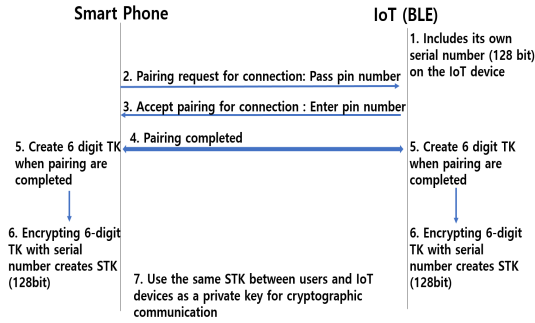 Smart Phone
IoT (BLE)
1. Includes its own
serial number (128 bit)
on the IoT device
2. Pairing request for connection: Pass pin number
3. Accept pairing for connection : Enter pin number
4. Pairing completed
5. Create 6 digit TK
when pairing are
completed
5. Create 6 digit TK
when pairing are
completed
6. Encrypting 6-digit
TK with serial
number creates STK
(128bit)
6. Encrypting 6-digit
TK with serial
number creates STK
(128bit)
7. Use the same STK between users and IoT
devices as a private key for cryptographic
communication